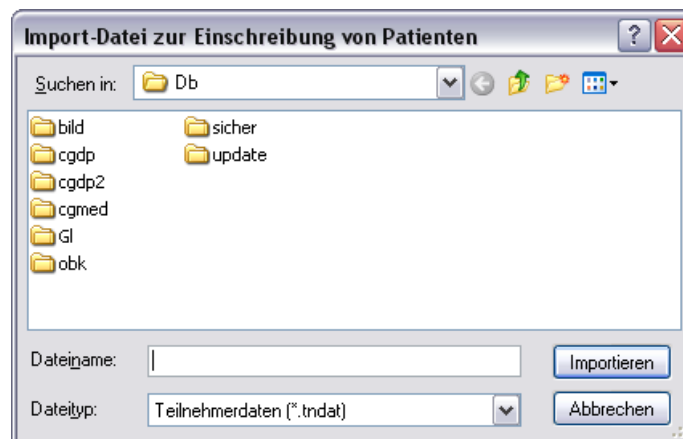 Import-Datei zur Einschreibung von Patienten
Suchen in: Db
bild sicher
cgdp update
cgdp2
cgmed
Gl
obk
Dateiname: Importieren
Dateityp: Teilnehmerdaten (*.tndat) Abbrechen